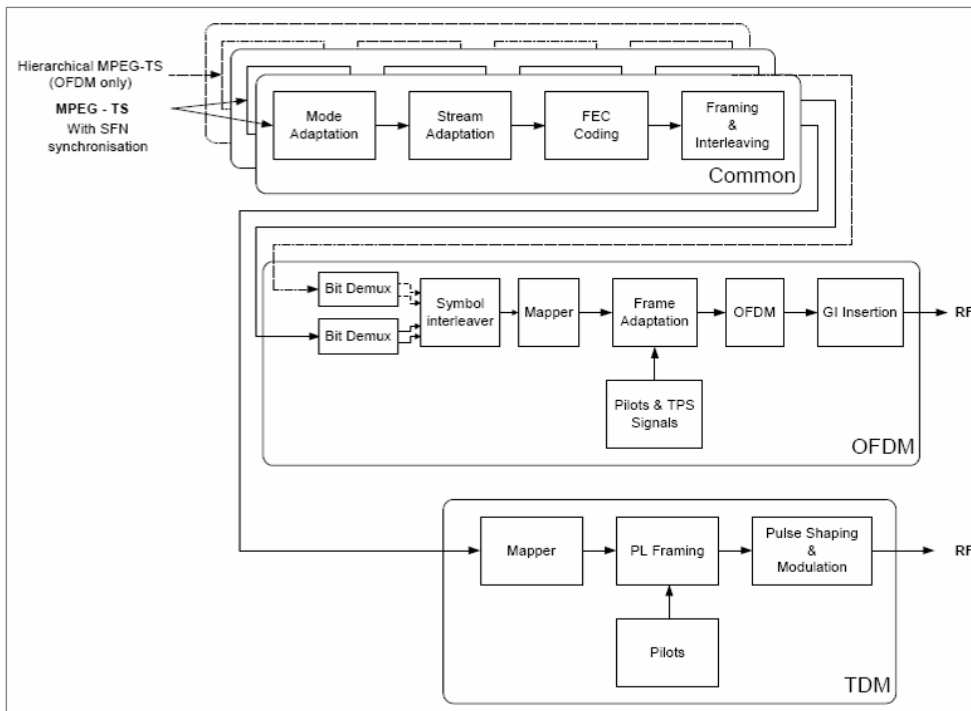 Hierarchical MPEG-TS
(OFDM only)
MPEG - TS
With SFN
synchronisation
Mode
Adaptation
Stream
Adaptation
FEC
Coding
Framing
&
Interleaving
Common
Bit Demux
Bit Demux
Symbol
interleaver
Mapper
Frame
Adaptation
OFDM
GI Insertion
RF
Pilots & TPS
Signals
OFDM
Mapper
PL Framing
Pulse Shaping
&
Modulation
RF
Pilots
TDM